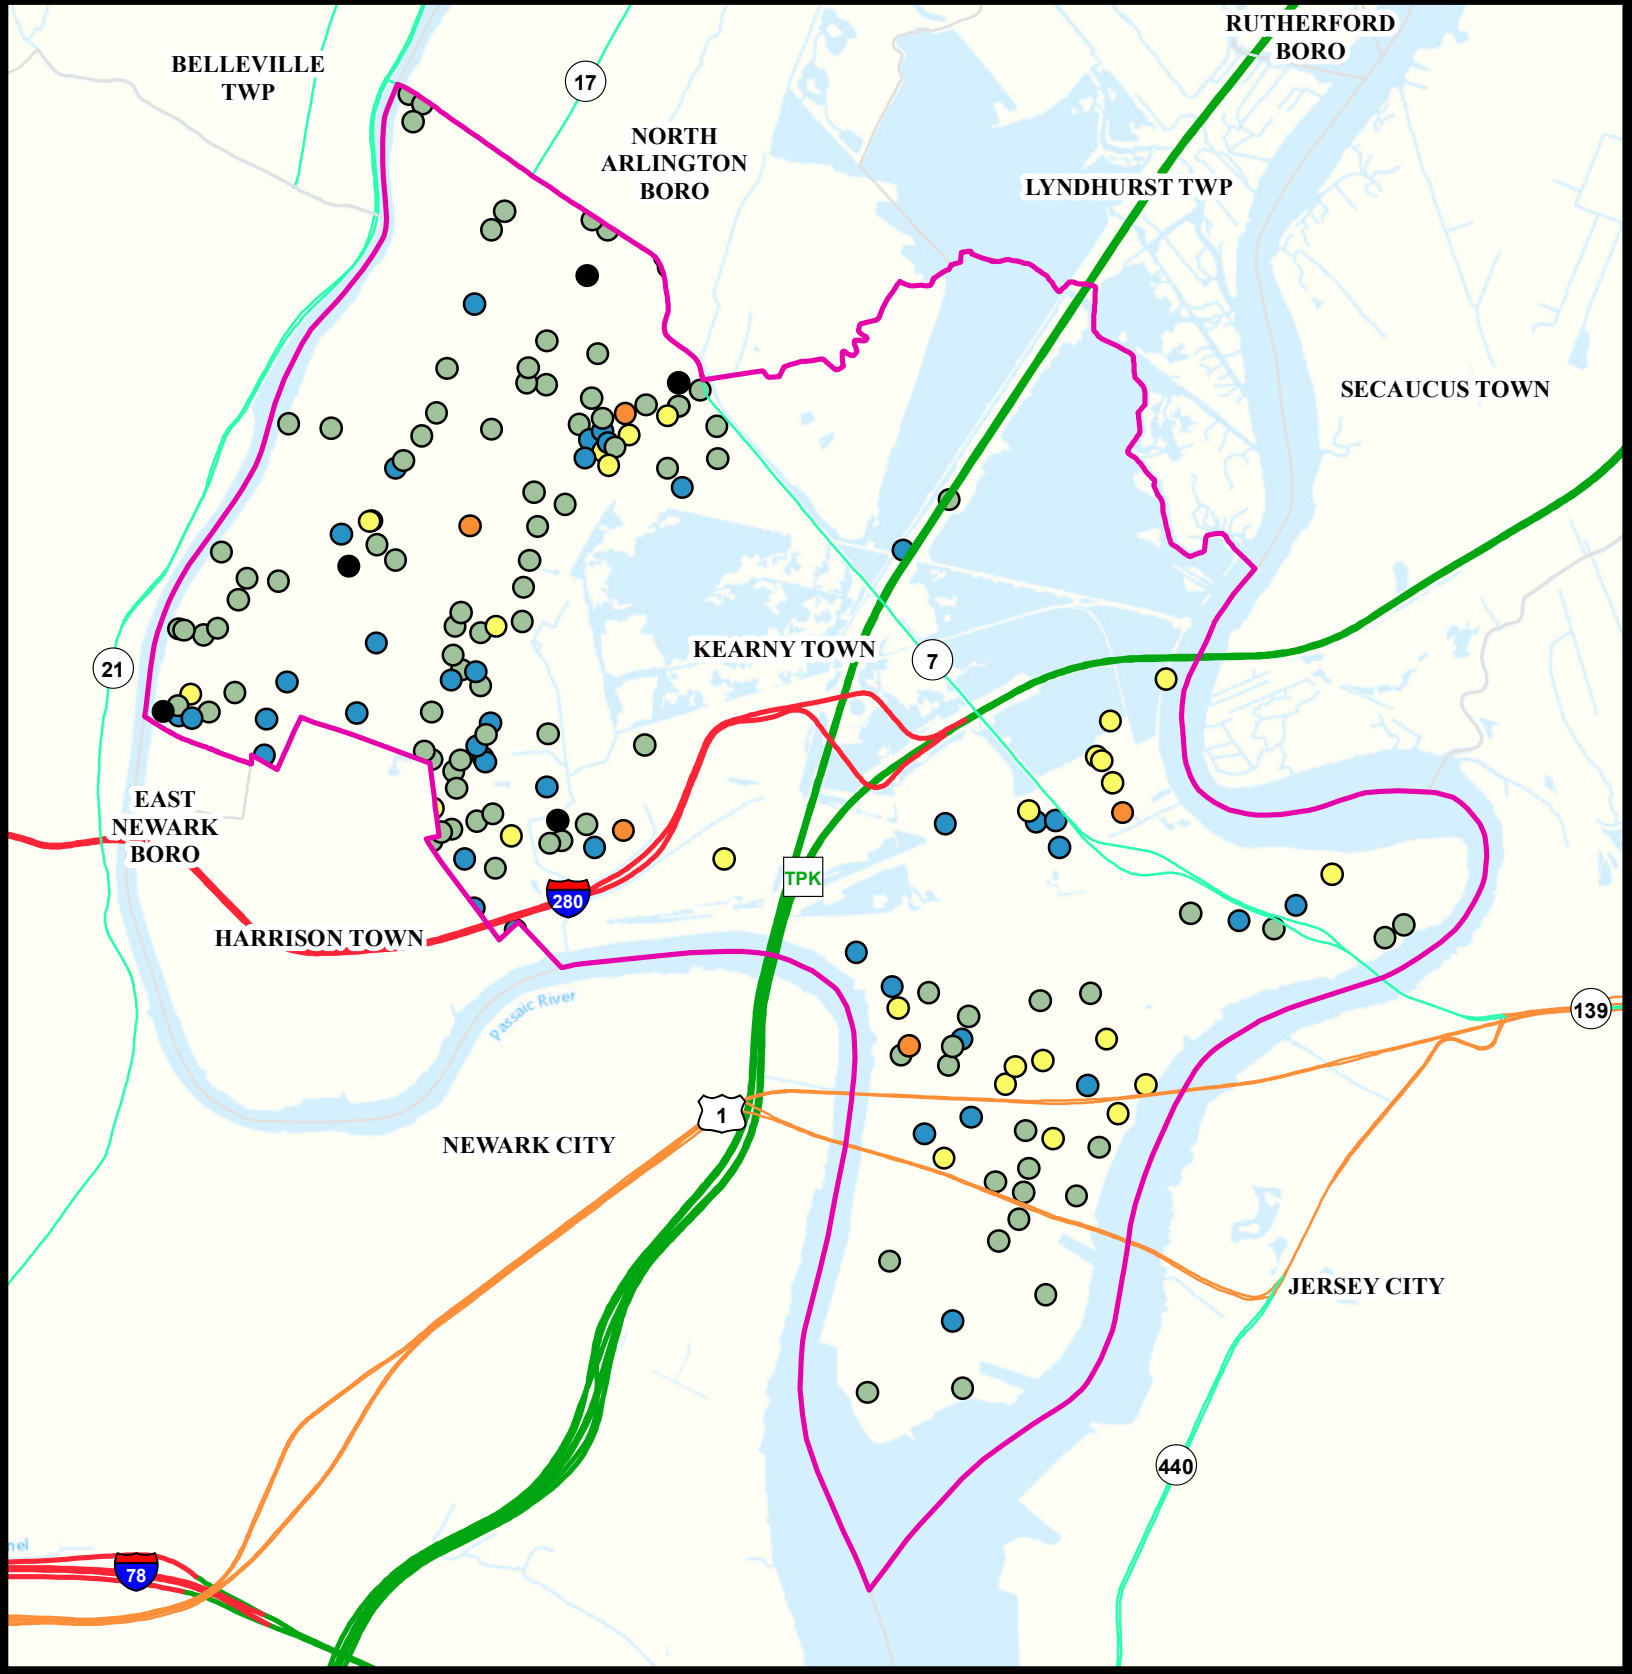 RUTHERFORD
BORO
BELLEVILLE
TWP
17
NORTH
ARLINGTON
BORO
LYNDHURST TWP
SECAUCUS TOWN
KEARNY TOWN
7
21
EAST
NEWARK
BORO
TPK
280
HARRISON TOWN
Passaic River
139
1
NEWARK CITY
JERSEY CITY
440
nel
78